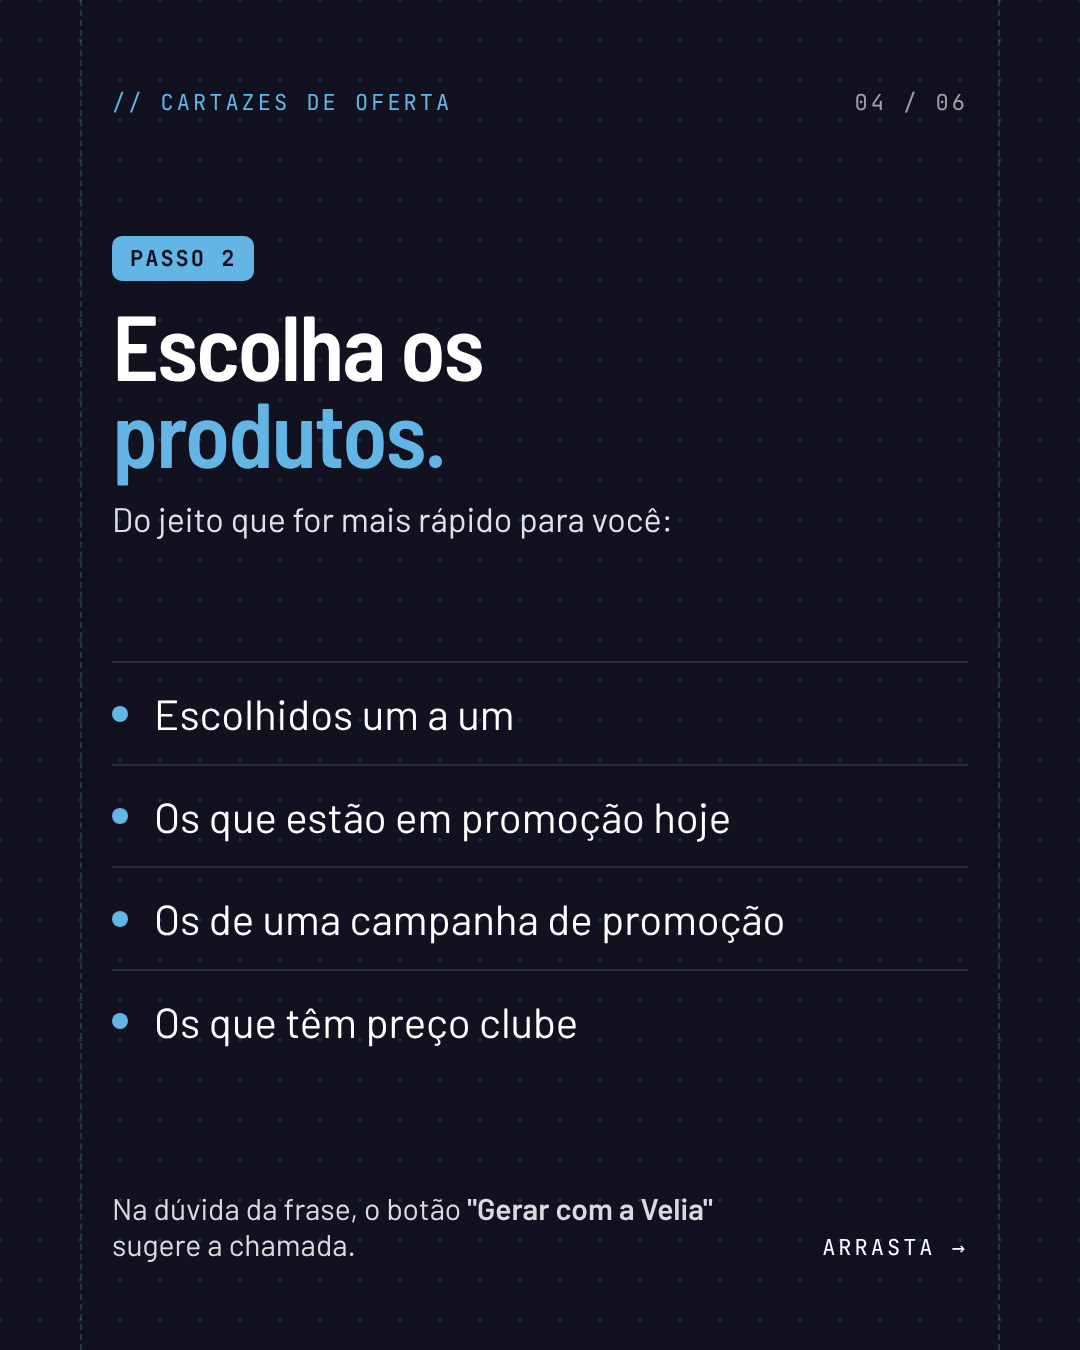 // CARTAZES DE OFERTA
04 / 06
PASSO 2
Escolha os
produtos.
Do jeito que for mais rápido para você:
Escolhidos um a um
Os que estão em promoção hoje
Os de uma campanha de promoção
Os que têm preço clube
Na dúvida da frase, o botão "Gerar com a Velia"
sugere a chamada.
ARRASTA →